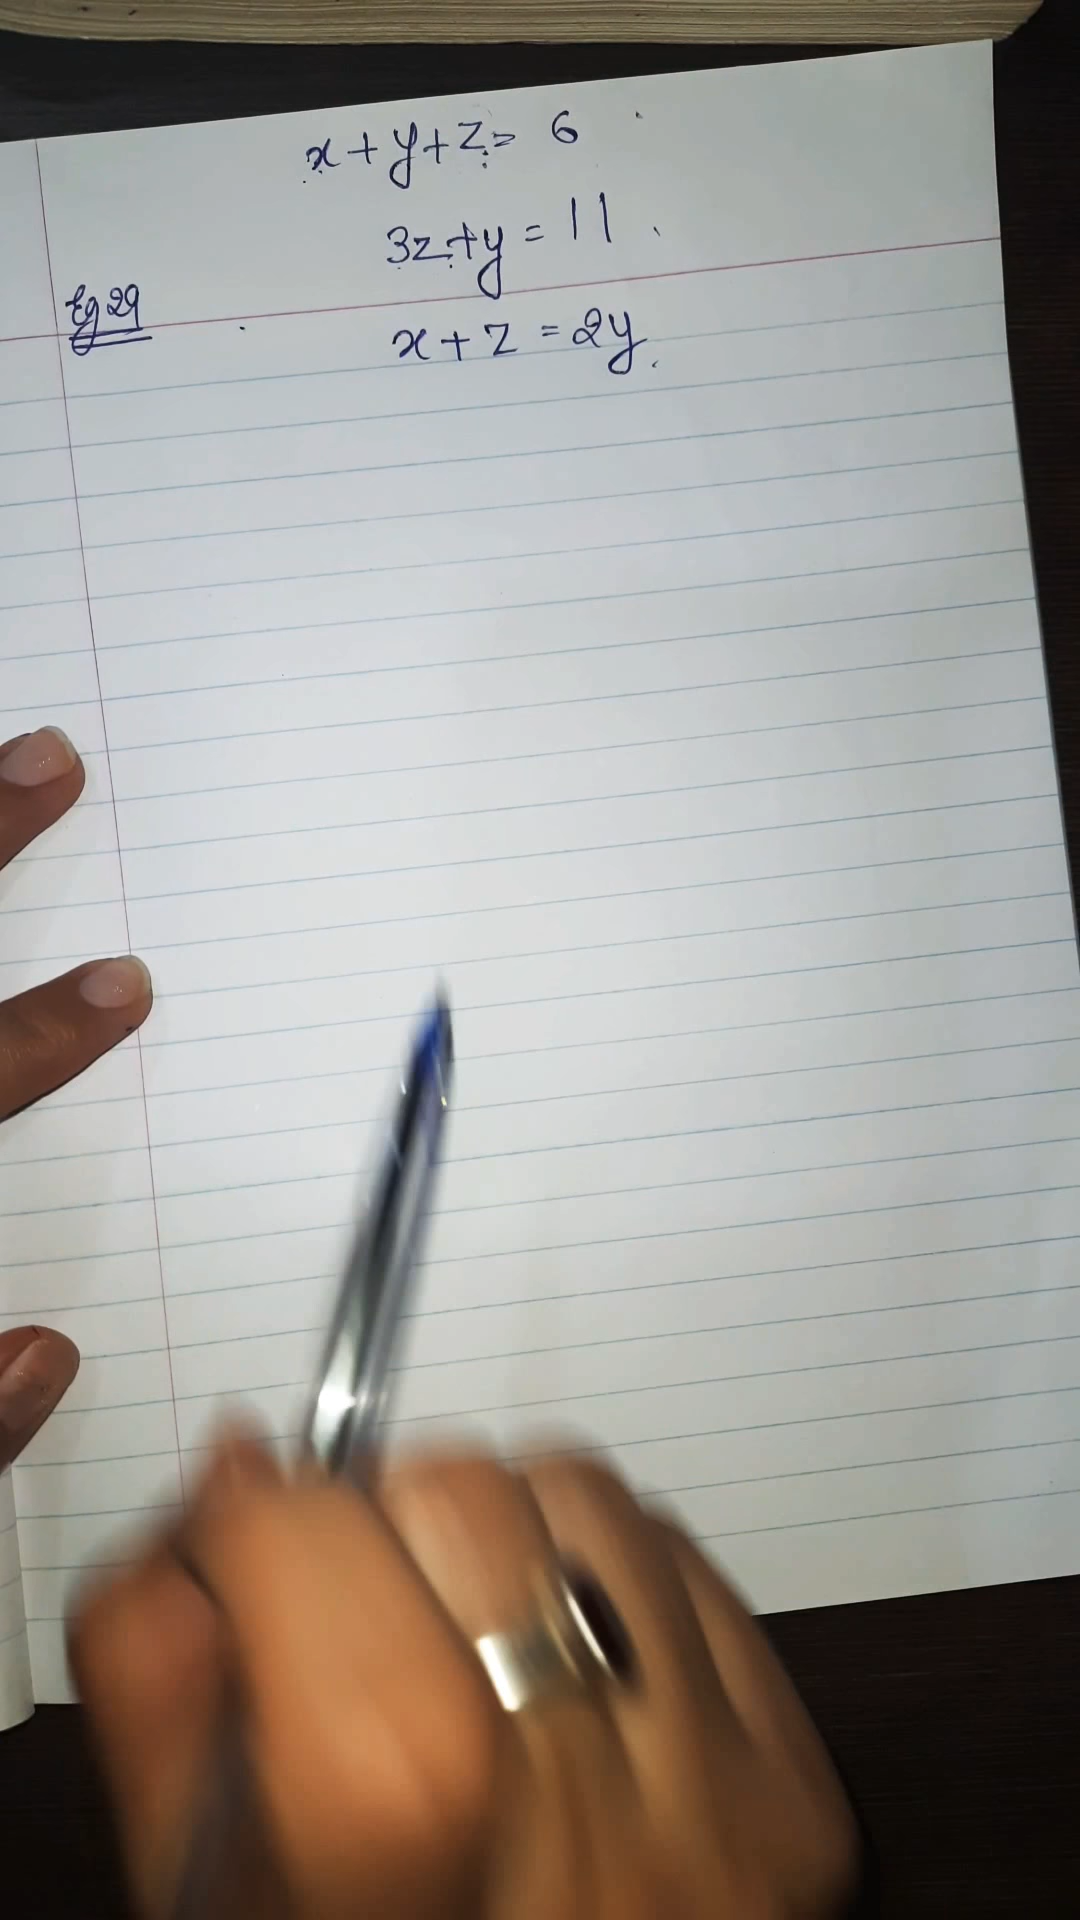 x + y + z = 6
3z + y = 11
Eg 29
x + z = 2y